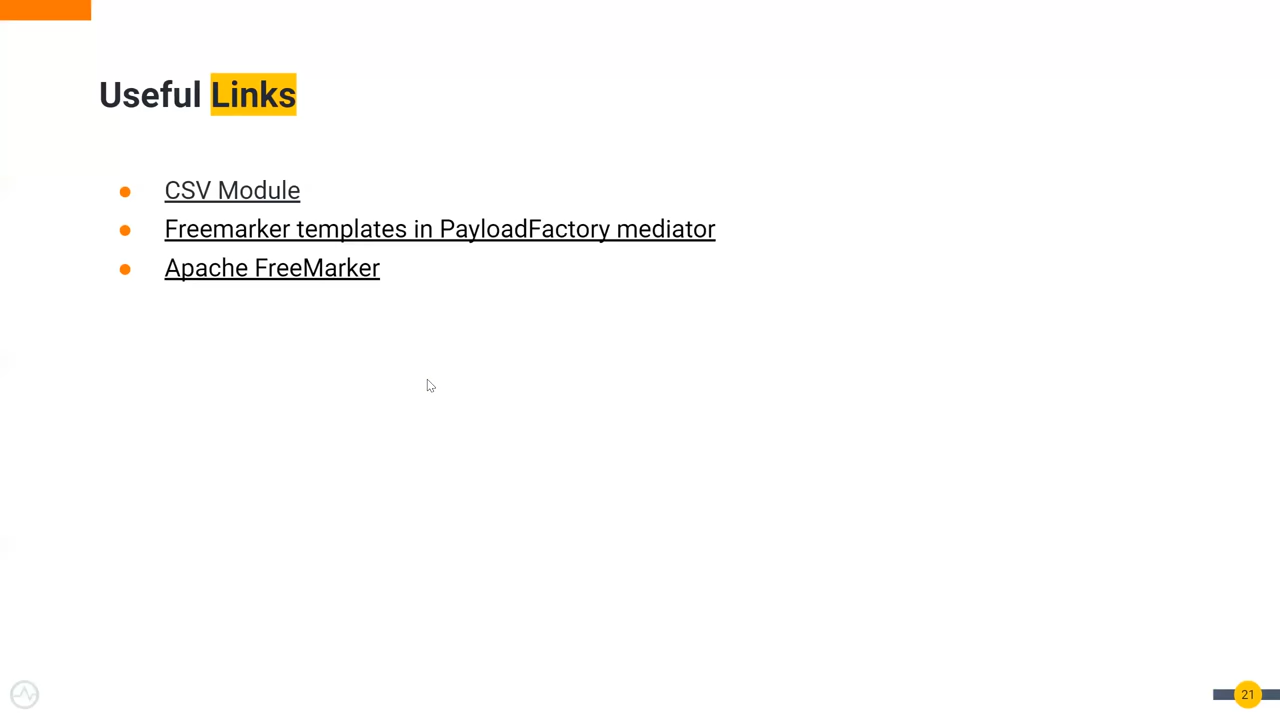 Useful Links
CSV Module
Freemarker templates in PayloadFactory mediator
Apache FreeMarker
21